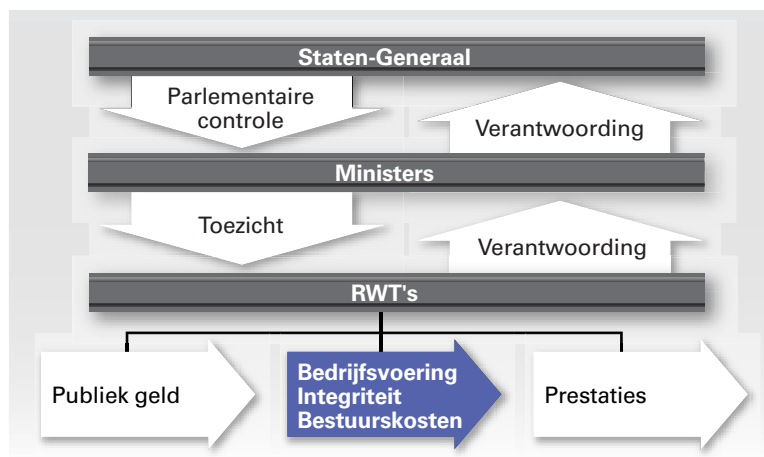 Staten-Generaal
Parlementaire
controle
Verantwoording
Ministers
Toezicht
Verantwoording
RWT's
Publiek geld
Bedrijfsvoering
Integriteit
Bestuurskosten
Prestaties